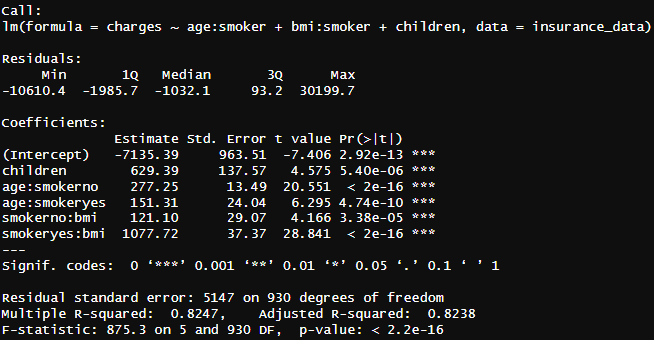 Call:
lm(formula = charges ~ age:smoker + bmi:smoker + children, data = insurance_data)
Residuals:
Min 1Q Median 3Q Max
-10610.4 -1985.7 -1032.1 93.2 30199.7
Coefficients:
Estimate Std. Error t value Pr(>|t|)
(Intercept) -7135.39 963.51 -7.406 2.92e-13 ***
children 629.39 137.57 4.575 5.40e-06 ***
age:smokerno 277.25 13.49 20.551 < 2e-16 ***
age:smokeryes 151.31 24.04 6.295 4.74e-10 ***
smokerno:bmi 121.10 29.07 4.166 3.38e-05 ***
smokeryes:bmi 1077.72 37.37 28.841 < 2e-16 ***
---
Signif. codes: 0 ‘***’ 0.001 ‘**’ 0.01 ‘*’ 0.05 ‘.’ 0.1 ‘ ’ 1
Residual standard error: 5147 on 930 degrees of freedom
Multiple R-squared: 0.8247, Adjusted R-squared: 0.8238
F-statistic: 875.3 on 5 and 930 DF, p-value: < 2.2e-16